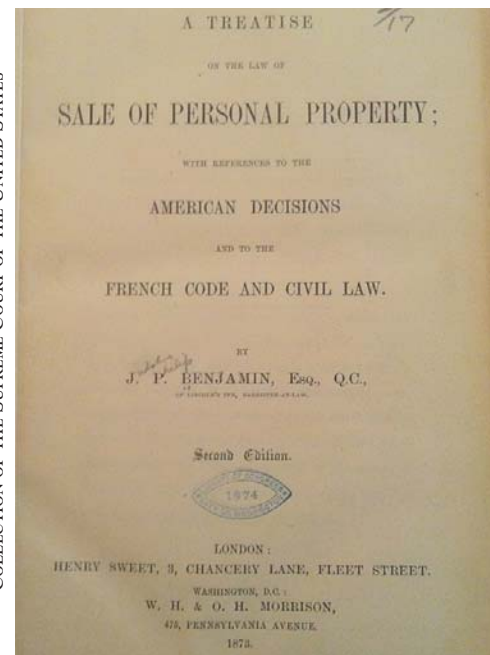 COLLECTION OF THE SUPREME COURT OF THE UNITED STATES
A TREATISE
ON THE LAW OF
SALE OF PERSONAL PROPERTY;
WITH REFERENCES TO THE
AMERICAN DECISIONS
AND TO THE
FRENCH CODE AND CIVIL LAW.
BY
J. P. BENJAMIN, Esq., Q.C.,
OF LINCOLN'S INN, BARRISTER-AT-LAW.
Second Edition.
1874
LONDON:
HENRY SWEET, 3, CHANCERY LANE, FLEET STREET.
WASHINGTON, D.C.:
W. H. & O. H. MORRISON,
475, PENNSYLVANIA AVENUE.
1873.